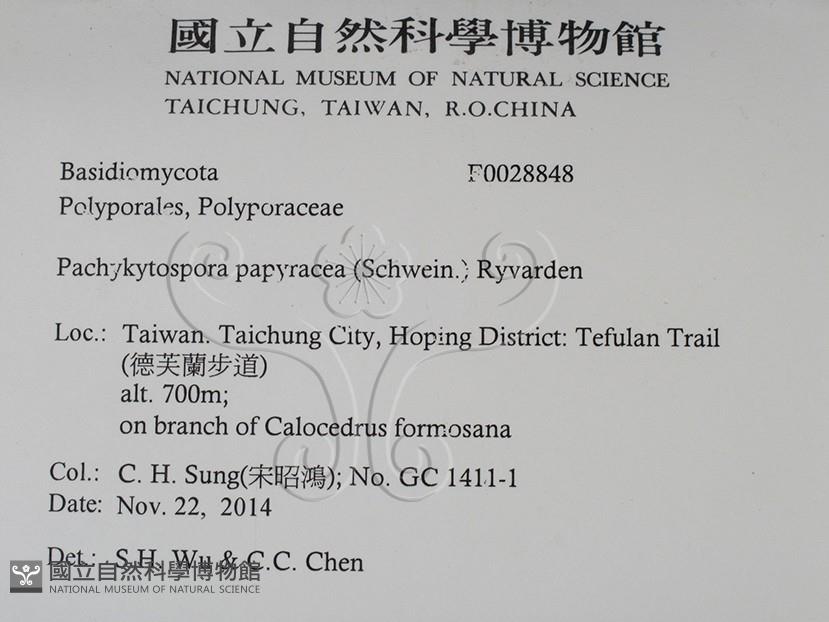 國立自然科學博物館
NATIONAL MUSEUM OF NATURAL SCIENCE
TAICHUNG, TAIWAN, R.O.CHINA
Basidiomycota F0028848
Polyporales, Polyporaceae
Pachykytospora papyracea (Schwein.) Ryvarden
Loc.: Taiwan. Taichung City, Hoping District: Tefulan Trail
(德芙蘭步道)
alt. 700m;
on branch of Calocedrus formosana
Col.: C. H. Sung(宋昭鴻); No. GC 1411-1
Date: Nov. 22, 2014
Det.: S.H. Wu & C.C. Chen
國立自然科學博物館
NATIONAL MUSEUM OF NATURAL SCIENCE